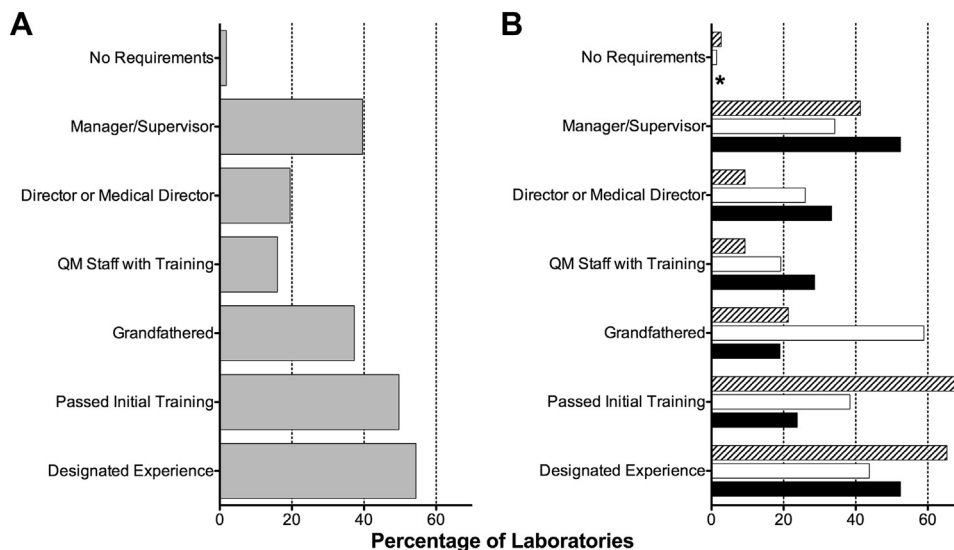 A
No Requirements
Manager/Supervisor
Director or Medical Director
QM Staff with Training
Grandfathered
Passed Initial Training
Designated Experience
0 20 40 60
B
No Requirements
*
Manager/Supervisor
Director or Medical Director
QM Staff with Training
Grandfathered
Passed Initial Training
Designated Experience
0 20 40 60
Percentage of Laboratories